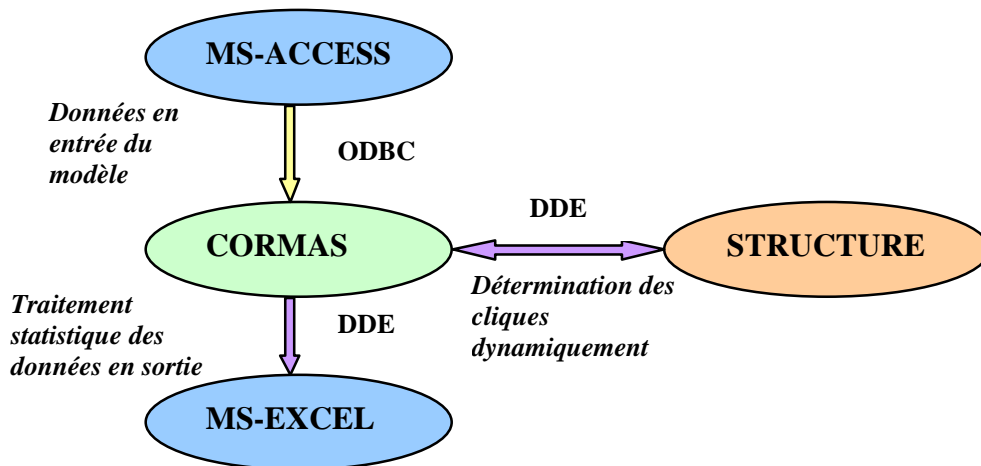 MS-ACCESS
Données en
entrée du
modèle
ODBC
DDE
CORMAS
STRUCTURE
Traitement
statistique des
données en sortie
DDE
Détermination des
cliques
dynamiquement
MS-EXCEL